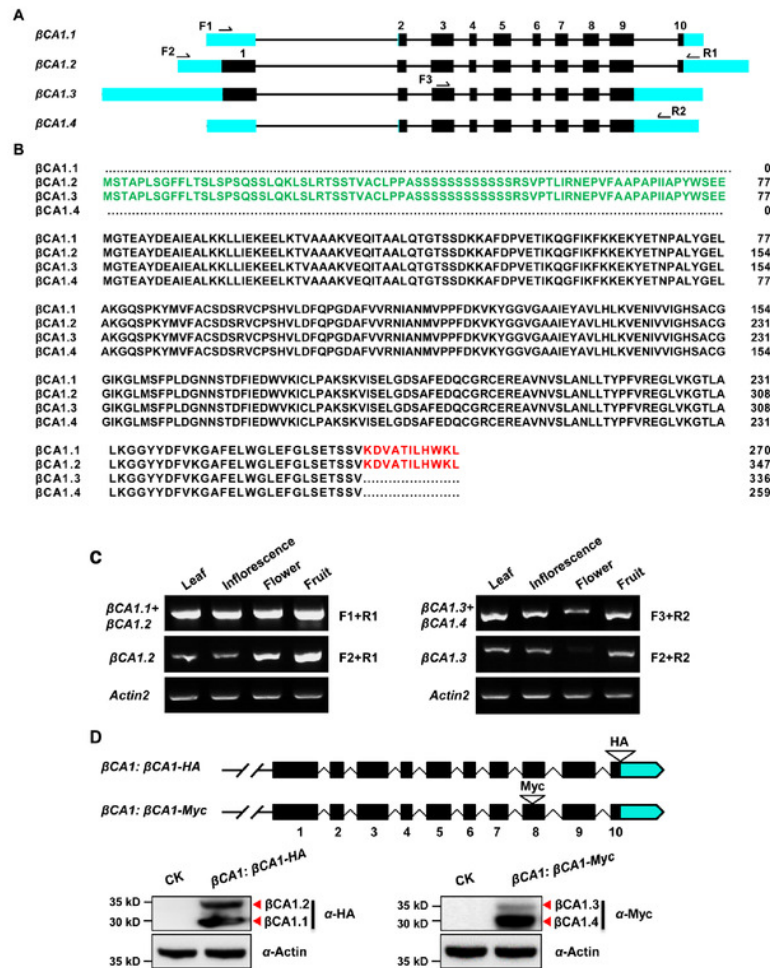 A
F1 2 3 4 5 6 7 8 9 10
βCA1.1
F2 1 R1
βCA1.2
F3
βCA1.3
R2
βCA1.4
B
βCA1.1 0
βCA1.2 MSTAPLSGFFLTSLSPSQSSLQKLSLRTSSTVACLPPASSSSSSSSSSSSRSVPTLIRNEPVFAAPAPIIAPYWSEE 77
βCA1.3 MSTAPLSGFFLTSLSPSQSSLQKLSLRTSSTVACLPPASSSSSSSSSSSSRSVPTLIRNEPVFAAPAPIIAPYWSEE 77
βCA1.4 0
βCA1.1 MGTEAYDEAIEALKKLLIEKEELKTVAAAKVEQITAALQTGTSSDKKAFDPVETIKQGFIKFKKEKYETNPALYGEL 77
βCA1.2 MGTEAYDEAIEALKKLLIEKEELKTVAAAKVEQITAALQTGTSSDKKAFDPVETIKQGFIKFKKEKYETNPALYGEL 154
βCA1.3 MGTEAYDEAIEALKKLLIEKEELKTVAAAKVEQITAALQTGTSSDKKAFDPVETIKQGFIKFKKEKYETNPALYGEL 154
βCA1.4 MGTEAYDEAIEALKKLLIEKEELKTVAAAKVEQITAALQTGTSSDKKAFDPVETIKQGFIKFKKEKYETNPALYGEL 77
βCA1.1 AKGQSPKYMVFACSDSRVCPSHVLDFQPGDAFVVRNIANMVPPFDKVKYGGVGAAIEYAVLHLKVENIVVIGHSACG 154
βCA1.2 AKGQSPKYMVFACSDSRVCPSHVLDFQPGDAFVVRNIANMVPPFDKVKYGGVGAAIEYAVLHLKVENIVVIGHSACG 231
βCA1.3 AKGQSPKYMVFACSDSRVCPSHVLDFQPGDAFVVRNIANMVPPFDKVKYGGVGAAIEYAVLHLKVENIVVIGHSACG 231
βCA1.4 AKGQSPKYMVFACSDSRVCPSHVLDFQPGDAFVVRNIANMVPPFDKVKYGGVGAAIEYAVLHLKVENIVVIGHSACG 154
βCA1.1 GIKGLMSFPLDGNNSTDFIEDWVKICLPAKSKVISELGDSAFEDQCGRCEREAVNVSLANLLTYPFVREGLVKGTLA 231
βCA1.2 GIKGLMSFPLDGNNSTDFIEDWVKICLPAKSKVISELGDSAFEDQCGRCEREAVNVSLANLLTYPFVREGLVKGTLA 308
βCA1.3 GIKGLMSFPLDGNNSTDFIEDWVKICLPAKSKVISELGDSAFEDQCGRCEREAVNVSLANLLTYPFVREGLVKGTLA 308
βCA1.4 GIKGLMSFPLDGNNSTDFIEDWVKICLPAKSKVISELGDSAFEDQCGRCEREAVNVSLANLLTYPFVREGLVKGTLA 231
βCA1.1 LKGGYYDFVKGAFELWGLEFGLSETSSVKDVATILHWKL 270
βCA1.2 LKGGYYDFVKGAFELWGLEFGLSETSSVKDVATILHWKL 347
βCA1.3 LKGGYYDFVKGAFELWGLEFGLSETSSV 336
βCA1.4 LKGGYYDFVKGAFELWGLEFGLSETSSV 259
C
Leaf Inflorescence Flower Fruit
βCA1.1+
βCA1.2 F1+R1
βCA1.2 F2+R1
Actin2
Leaf Inflorescence Flower Fruit
βCA1.3+
βCA1.4 F3+R2
βCA1.3 F2+R2
Actin2
D
HA
βCA1: βCA1-HA
Myc
βCA1: βCA1-Myc
1 2 3 4 5 6 7 8 9 10
CK βCA1: βCA1-HA
35 kD βCA1.2
α-HA
30 kD βCA1.1
α-Actin
35 kD
CK βCA1: βCA1-Myc
35 kD βCA1.3
α-Myc
30 kD βCA1.4
α-Actin
35 kD